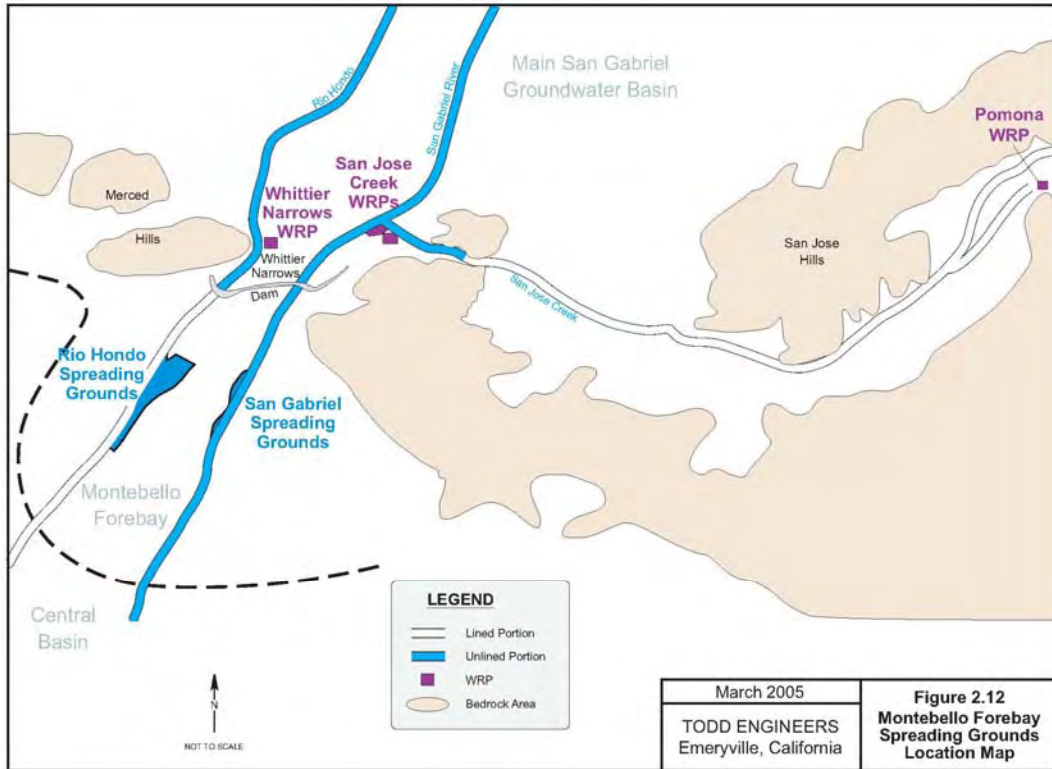 Rio Hondo
San Gabriel River
Main San Gabriel
Groundwater Basin
Pomona
WRP
San Jose
Creek
WRPs
Whittier
Narrows
WRP
Merced
Hills
Whittier
Narrows
Dam
San Jose
Hills
San Jose Creek
Rio Hondo
Spreading
Grounds
San Gabriel
Spreading
Grounds
Montebello
Forebay
Central
Basin
N
NOT TO SCALE
LEGEND
Lined Portion
Unlined Portion
WRP
Bedrock Area
March 2005
TODD ENGINEERS
Emeryville, California
Figure 2.12
Montebello Forebay
Spreading Grounds
Location Map